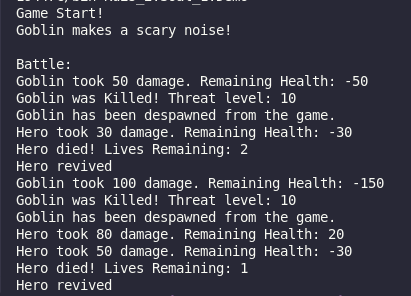 Game Start!
Goblin makes a scary noise!
Battle:
Goblin took 50 damage. Remaining Health: -50
Goblin was Killed! Threat level: 10
Goblin has been despawned from the game.
Hero took 30 damage. Remaining Health: -30
Hero died! Lives Remaining: 2
Hero revived
Goblin took 100 damage. Remaining Health: -150
Goblin was Killed! Threat level: 10
Goblin has been despawned from the game.
Hero took 80 damage. Remaining Health: 20
Hero took 50 damage. Remaining Health: -30
Hero died! Lives Remaining: 1
Hero revived